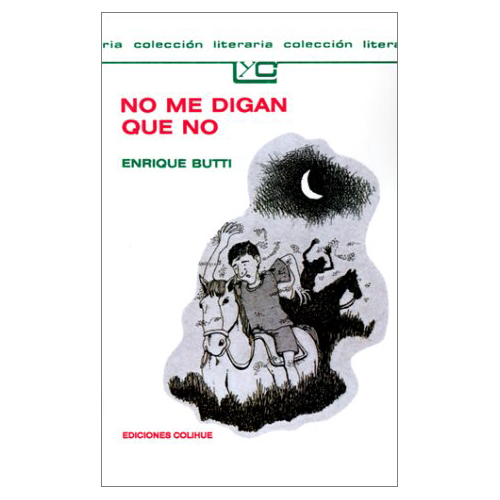 ria colección literaria colección litera
LyC
NO ME DIGAN
QUE NO
ENRIQUE BUTTI
EDICIONES COLIHUE